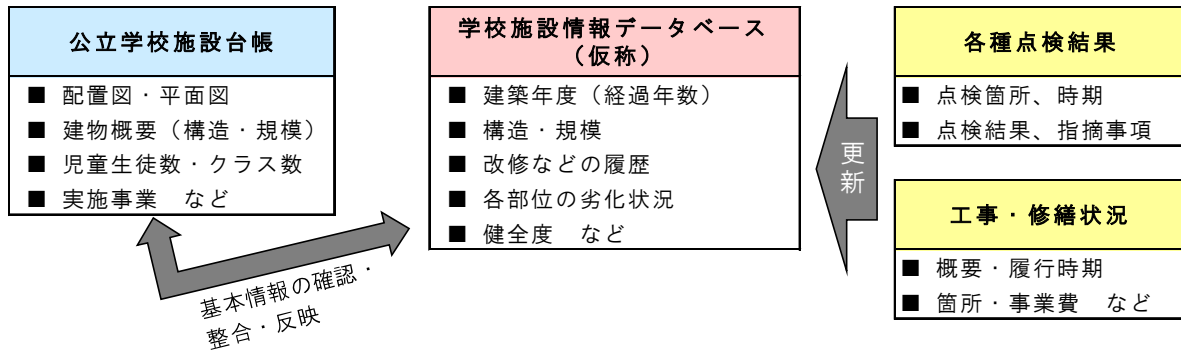 公立学校施設台帳
■ 配置図・平面図
■ 建物概要（構造・規模）
■ 児童生徒数・クラス数
■ 実施事業　など
基本情報の確認・
整合・反映
学校施設情報データベース
（仮称）
■ 建築年度（経過年数）
■ 構造・規模
■ 改修などの履歴
■ 各部位の劣化状況
■ 健全度　など
更新
各種点検結果
■ 点検箇所、時期
■ 点検結果、指摘事項
工事・修繕状況
■ 概要・履行時期
■ 箇所・事業費　など